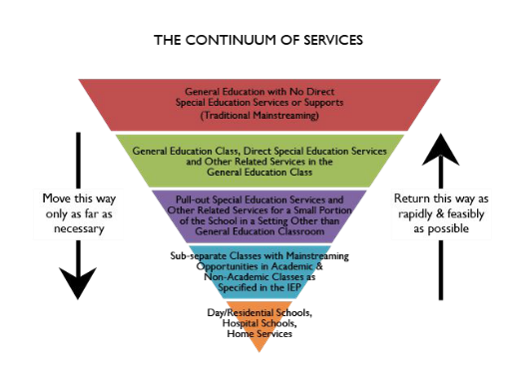 THE CONTINUUM OF SERVICES
General Education with No Direct
Special Education Services or Supports
(Traditional Mainstreaming)
General Education Class, Direct Special Education Services
and Other Related Services in the
General Education Class
Pull-out Special Education Services and
Other Related Services for a Small Portion
of the School in a Setting Other than
General Education Classroom
Sub-separate Classes with Mainstreaming
Opportunities in Academic &
Non-Academic Classes as
Specified in the IEP
Day/Residential Schools,
Hospital Schools,
Home Services
Move this way
only as far as
necessary
Return this way as
rapidly & feasibly
as possible